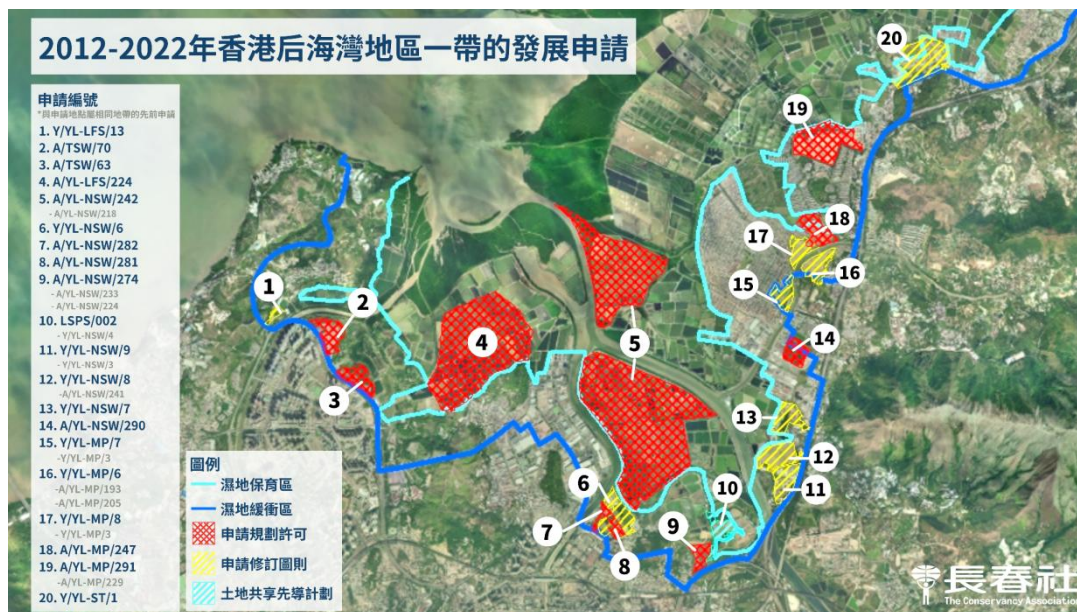 2012-2022年香港后海灣地區一帶的發展申請
申請編號
*與申請地點屬相同地帶的先前申請
1. Y/YL-LFS/13
2. A/TSW/70
3. A/TSW/63
4. A/YL-LFS/224
5. A/YL-NSW/242
- A/YL-NSW/218
6. Y/YL-NSW/6
7. A/YL-NSW/282
8. A/YL-NSW/281
9. A/YL-NSW/274
- A/YL-NSW/233
- A/YL-NSW/224
10. LSPS/002
- Y/YL-NSW/4
11. Y/YL-NSW/9
- Y/YL-NSW/3
12. Y/YL-NSW/8
- A/YL-NSW/241
13. Y/YL-NSW/7
14. A/YL-NSW/290
15. Y/YL-MP/7
-Y/YL-MP/3
16. Y/YL-MP/6
-A/YL-MP/193
-A/YL-MP/205
17. Y/YL-MP/8
- Y/YL-MP/3
18. A/YL-MP/247
19. A/YL-MP/291
-A/YL-MP/229
20. Y/YL-ST/1
圖例
濕地保育區
濕地緩衝區
申請規劃許可
申請修訂圖則
土地共享先導計劃
20
19
18
17
16
15
14
1
2
4
5
3
13
12
11
10
6
7
8
9
長春社
The Conservancy Association